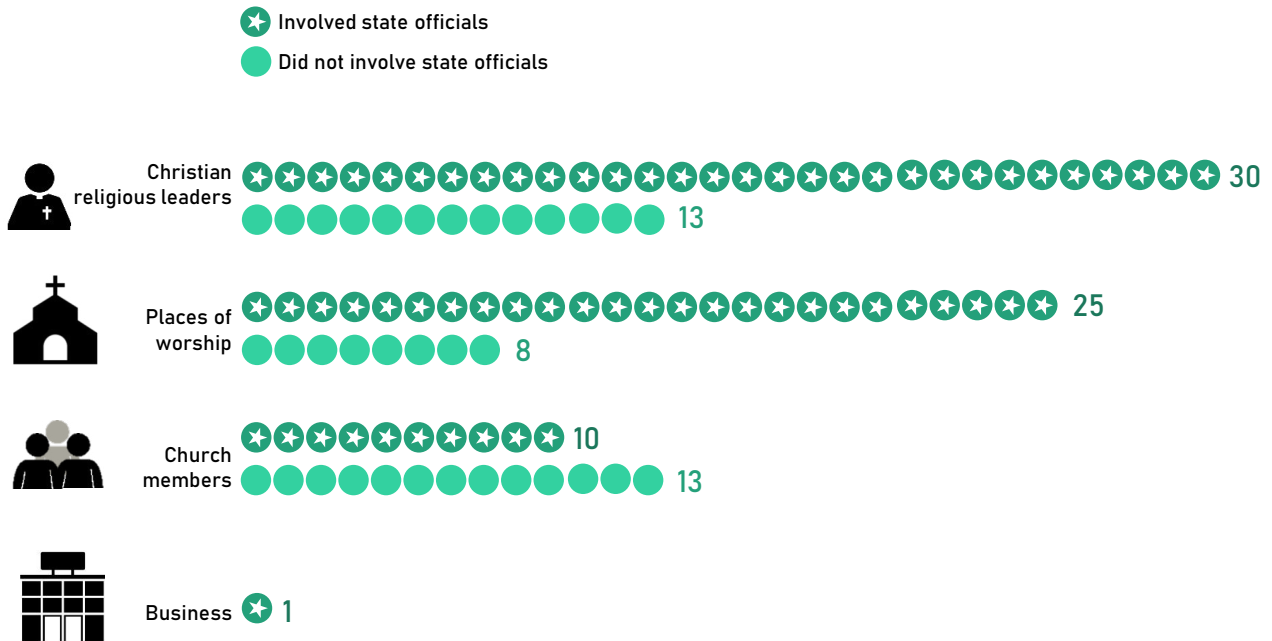 Involved state officials
Did not involve state officials
Christian
religious leaders
30
13
Places of
worship
25
8
Church
members
10
13
Business
1